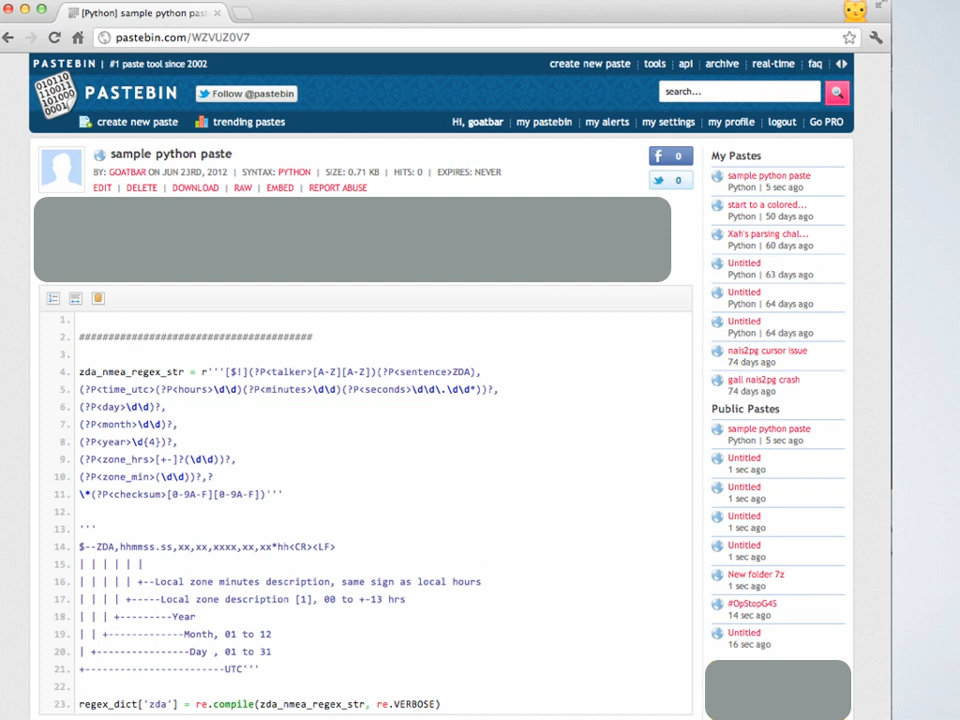 [Python] sample python past
pastebin.com/WZVUZ0V7
PASTEBIN | #1 paste tool since 2002
create new paste | tools | api | archive | real-time | faq
010110
110011
101000
0001
PASTEBIN
Follow @pastebin
search...
create new paste
trending pastes
Hi, goatbar | my pastebin | my alerts | my settings | my profile | logout | Go PRO
sample python paste
BY: GOATBAR ON JUN 23RD, 2012 | SYNTAX: PYTHON | SIZE: 0.71 KB | HITS: 0 | EXPIRES: NEVER
EDIT | DELETE | DOWNLOAD | RAW | EMBED | REPORT ABUSE
f 0
0
1.
2. ########################################
3.
4. zda_nmea_regex_str = r'''[$!](?P<talker>[A-Z][A-Z])(?P<sentence>ZDA),
5. (?P<time_utc>(?P<hours>\d\d)(?P<minutes>\d\d)(?P<seconds>\d\d\.\d\d*))?,
6. (?P<day>\d\d)?,
7. (?P<month>\d\d)?,
8. (?P<year>\d{4})?,
9. (?P<zone_hrs>[+-]?(\d\d))?,
10. (?P<zone_min>(\d\d))?,?
11. \*(?P<checksum>[0-9A-F][0-9A-F])'''
12.
13. '''
14. $--ZDA,hhmmss.ss,xx,xx,xxxx,xx,xx*hh<CR><LF>
15. | | | | | |
16. | | | | | +--Local zone minutes description, same sign as local hours
17. | | | | +-----Local zone description [1], 00 to +-13 hrs
18. | | | +---------Year
19. | | +-------------Month, 01 to 12
20. | +----------------Day , 01 to 31
21. +------------------------UTC'''
22.
23. regex_dict['zda'] = re.compile(zda_nmea_regex_str, re.VERBOSE)
My Pastes
sample python paste
Python | 5 sec ago
start to a colored...
Python | 50 days ago
Xah's parsing chal...
Python | 60 days ago
Untitled
Python | 63 days ago
Untitled
Python | 64 days ago
Untitled
Python | 64 days ago
nais2pg cursor issue
74 days ago
gali nais2pg crash
74 days ago
Public Pastes
sample python paste
Python | 5 sec ago
Untitled
1 sec ago
Untitled
1 sec ago
Untitled
1 sec ago
Untitled
1 sec ago
New folder 7z
1 sec ago
#OpStopG4S
14 sec ago
Untitled
16 sec ago